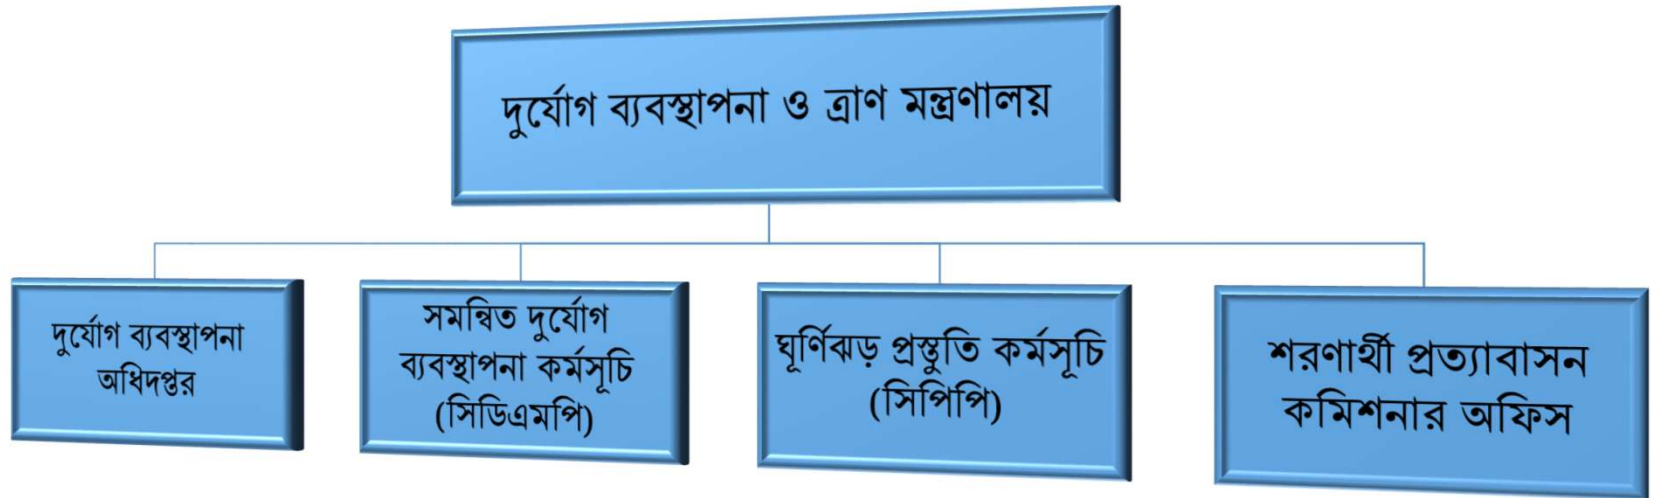 দুর্যোগ ব্যবস্থাপনা ও ত্রাণ মন্ত্রণালয়
দুর্যোগ ব্যবস্থাপনা
অধিদপ্তর
সমন্বিত দুর্যোগ
ব্যবস্থাপনা কর্মসূচি
(সিডিএমপি)
ঘূর্ণিঝড় প্রস্তুতি কর্মসূচি
(সিপিপি)
শরণার্থী প্রত্যাবাসন
কমিশনার অফিস